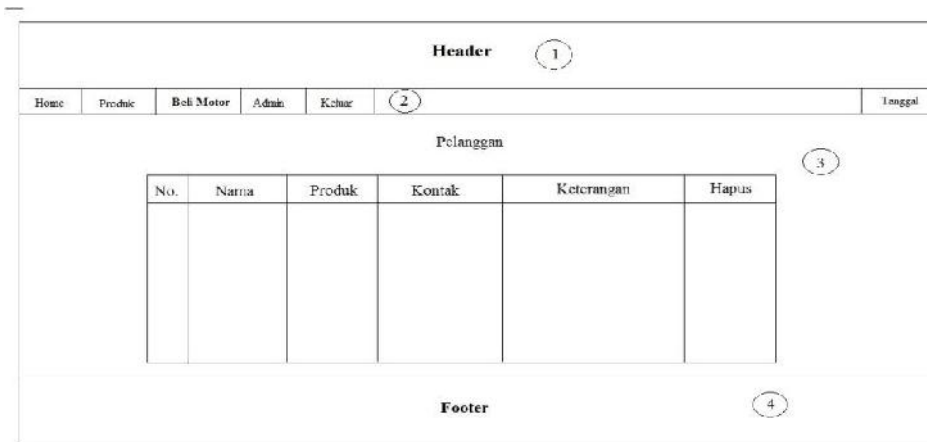 Header 1
Home Produk Beli Motor Admin Keluar 2 Tanggal
Pelanggan
3
No. Nama Produk Kontak Keterangan Hapus
Footer 4